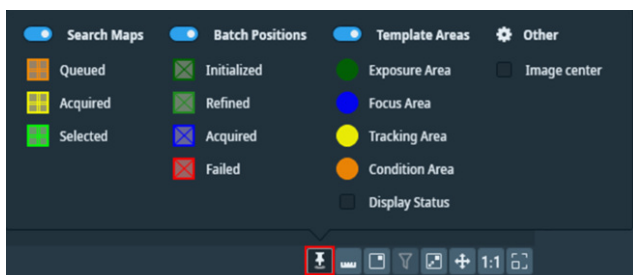 Search Maps
Queued
Acquired
Selected
Batch Positions
Initialized
Refined
Acquired
Failed
Template Areas
Exposure Area
Focus Area
Tracking Area
Condition Area
Display Status
Other
Image center
1:1